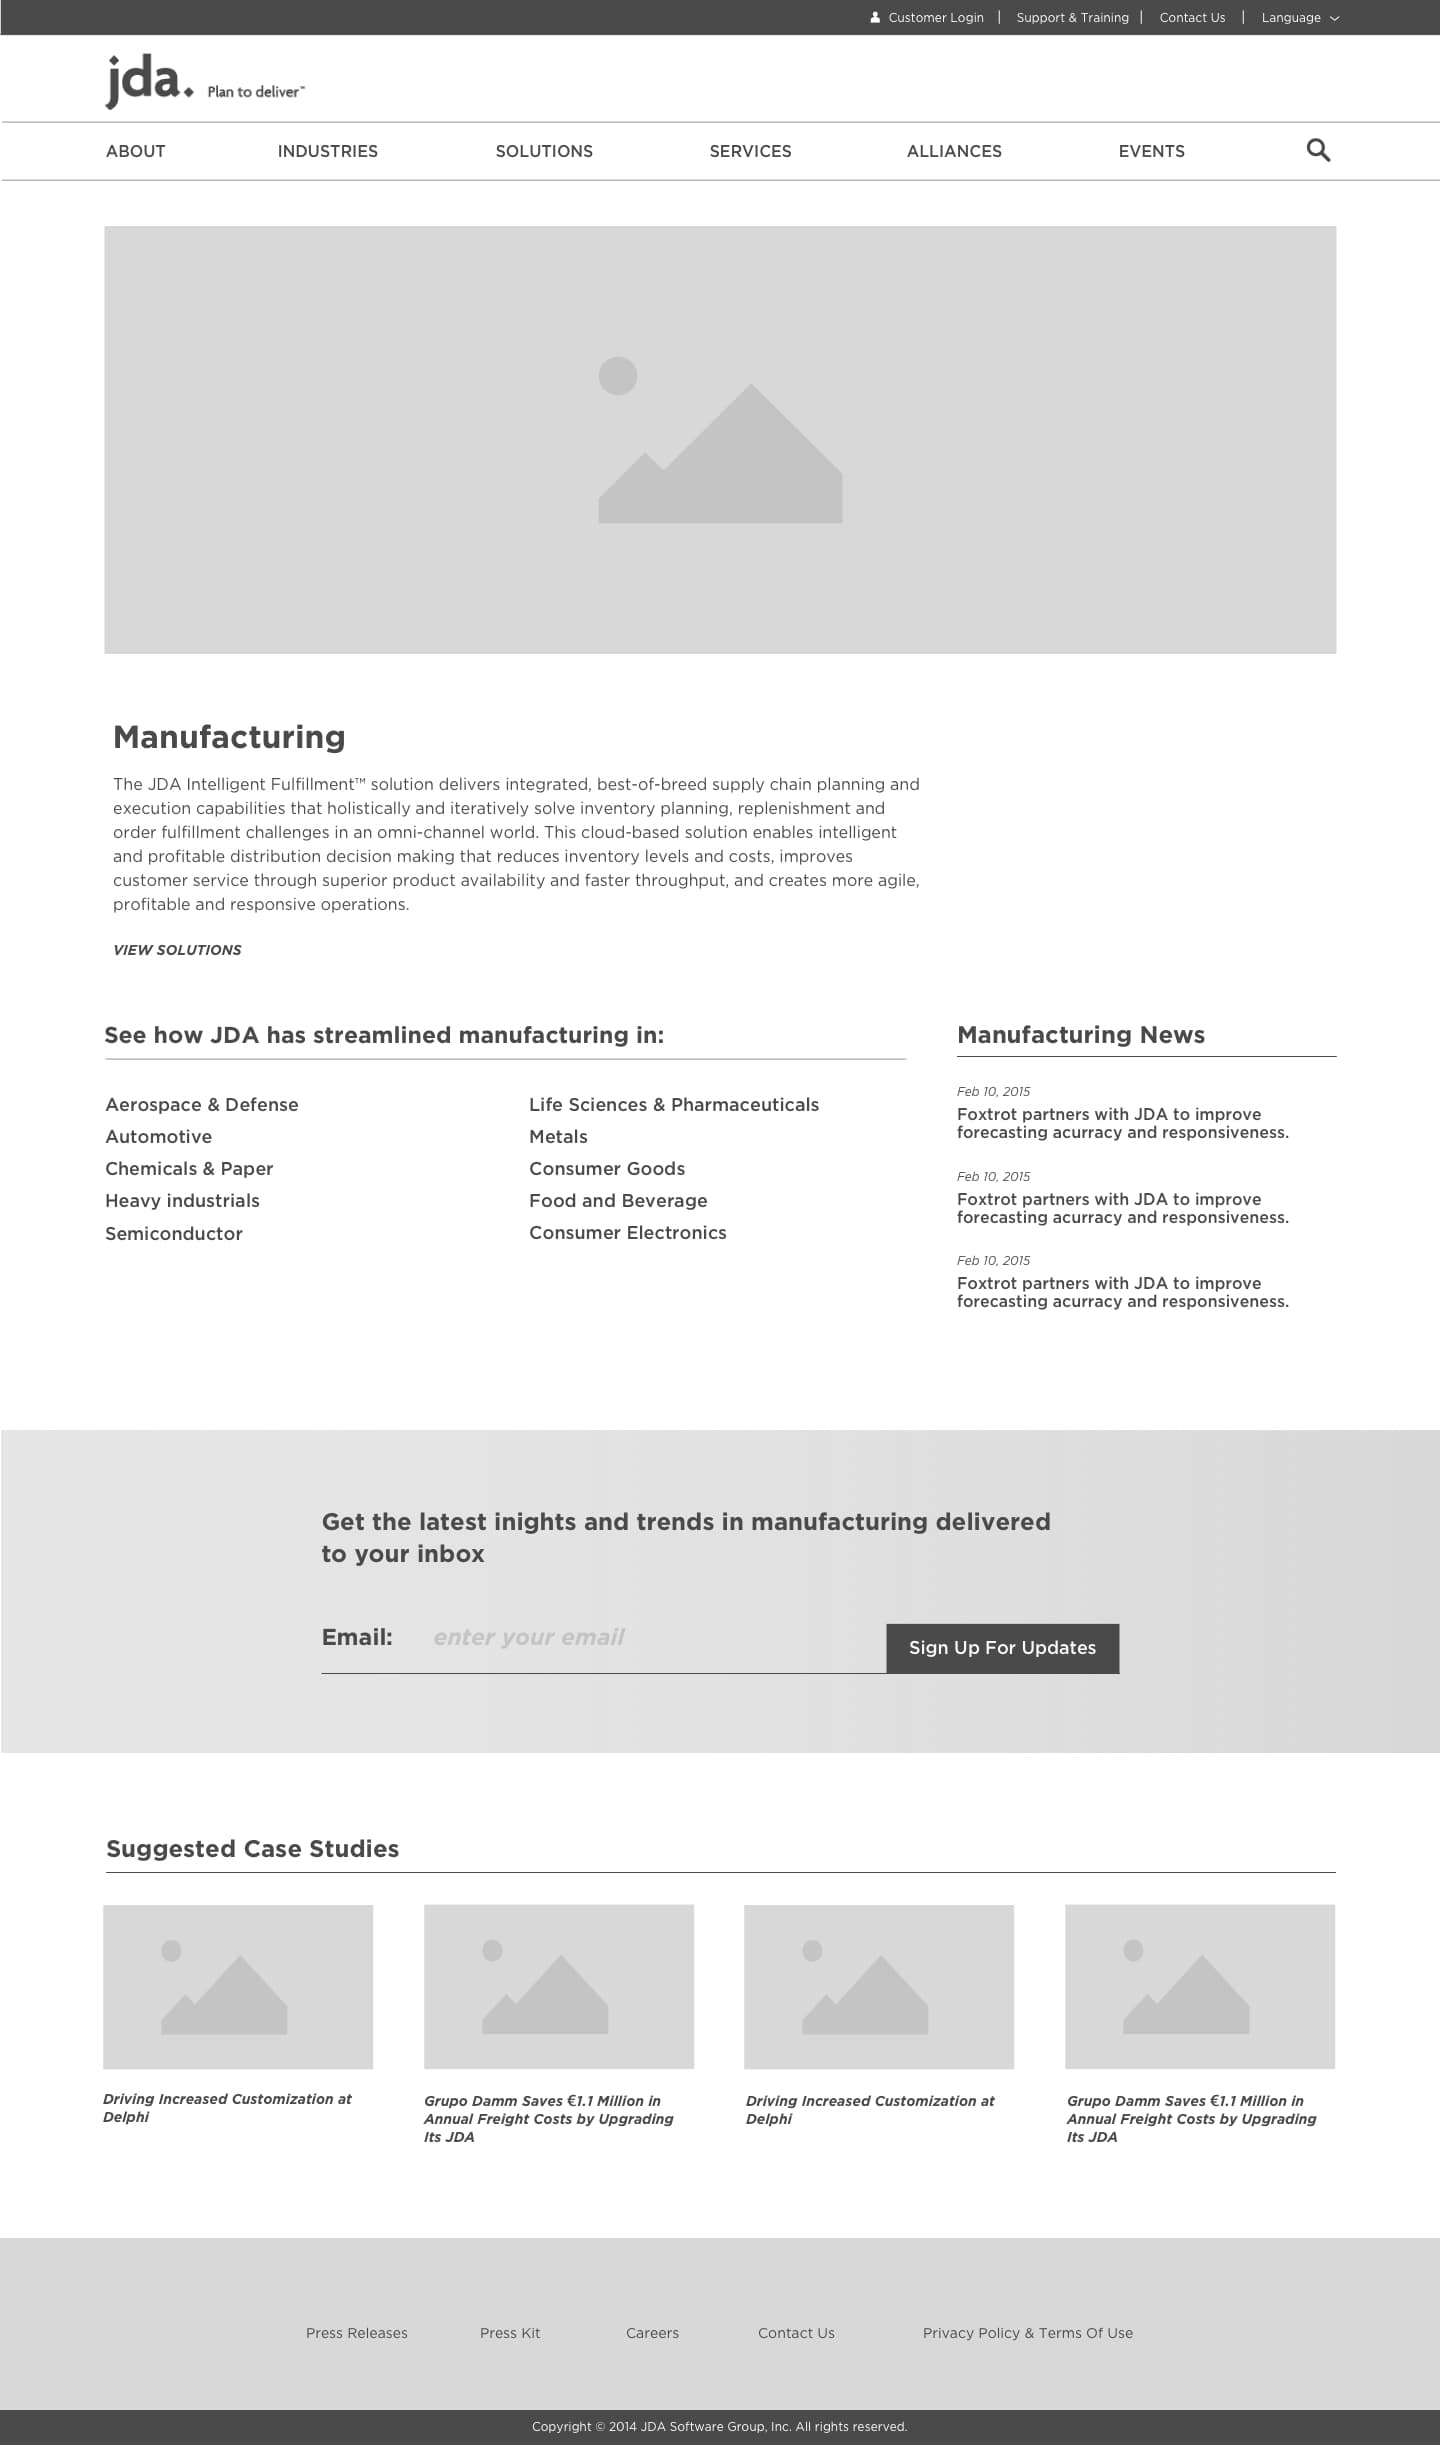 Customer Login | Support & Training | Contact Us | Language
jda. Plan to deliver™
ABOUT INDUSTRIES SOLUTIONS SERVICES ALLIANCES EVENTS
Manufacturing
The JDA Intelligent Fulfillment™ solution delivers integrated, best-of-breed supply chain planning and
execution capabilities that holistically and iteratively solve inventory planning, replenishment and
order fulfillment challenges in an omni-channel world. This cloud-based solution enables intelligent
and profitable distribution decision making that reduces inventory levels and costs, improves
customer service through superior product availability and faster throughput, and creates more agile,
profitable and responsive operations.
VIEW SOLUTIONS
See how JDA has streamlined manufacturing in:
Aerospace & Defense
Automotive
Chemicals & Paper
Heavy industrials
Semiconductor
Life Sciences & Pharmaceuticals
Metals
Consumer Goods
Food and Beverage
Consumer Electronics
Manufacturing News
Feb 10, 2015
Foxtrot partners with JDA to improve
forecasting acurracy and responsiveness.
Feb 10, 2015
Foxtrot partners with JDA to improve
forecasting acurracy and responsiveness.
Feb 10, 2015
Foxtrot partners with JDA to improve
forecasting acurracy and responsiveness.
Get the latest inights and trends in manufacturing delivered
to your inbox
Email: enter your email
Sign Up For Updates
Suggested Case Studies
Driving Increased Customization at
Delphi
Grupo Damm Saves €1.1 Million in
Annual Freight Costs by Upgrading
Its JDA
Driving Increased Customization at
Delphi
Grupo Damm Saves €1.1 Million in
Annual Freight Costs by Upgrading
Its JDA
Press Releases Press Kit Careers Contact Us Privacy Policy & Terms Of Use
Copyright © 2014 JDA Software Group, Inc. All rights reserved.